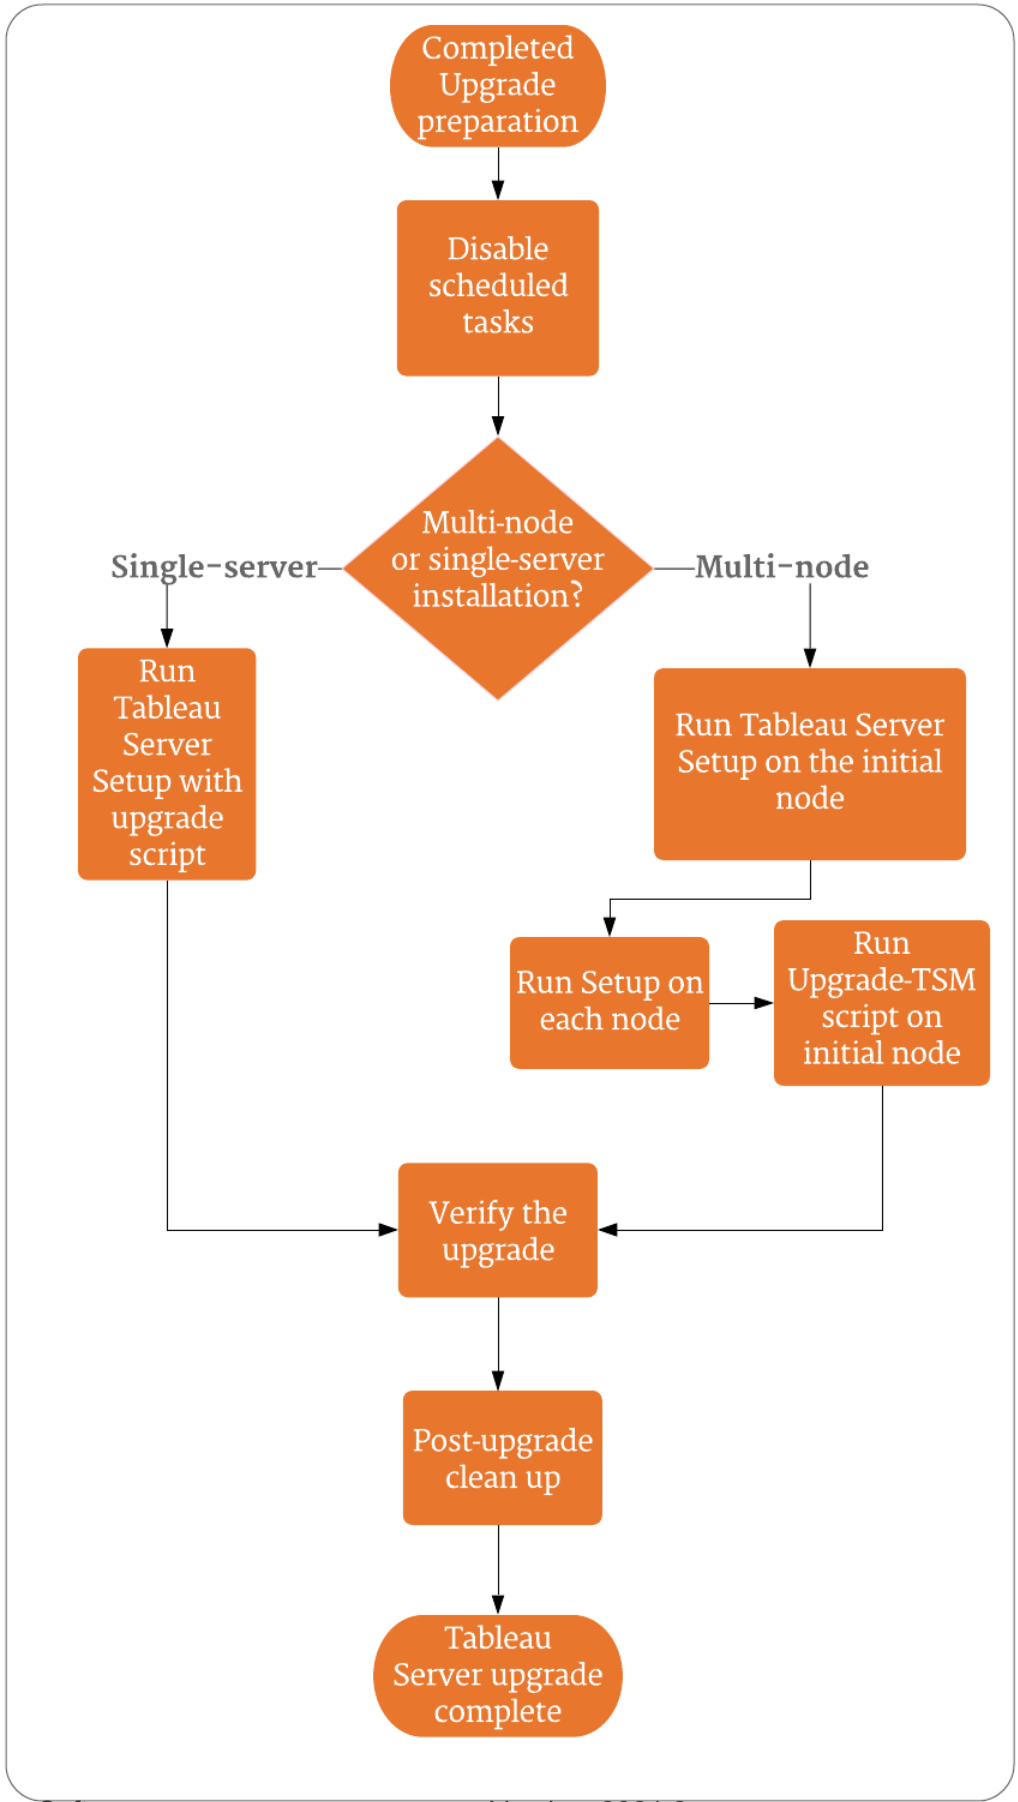 Completed
Upgrade
preparation
Disable
scheduled
tasks
Multi-node
or single-server
installation?
Single-server
Multi-node
Run
Tableau
Server
Setup with
upgrade
script
Run Tableau Server
Setup on the initial
node
Run Setup on
each node
Run
Upgrade-TSM
script on
initial node
Verify the
upgrade
Post-upgrade
clean up
Tableau
Server upgrade
complete